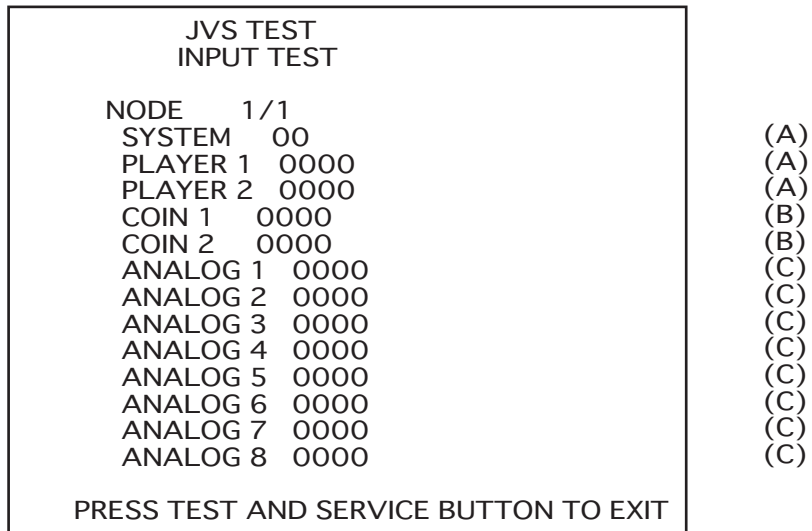 JVS TEST
INPUT TEST
NODE 1/1
SYSTEM 00 (A)
PLAYER 1 0000 (A)
PLAYER 2 0000 (A)
COIN 1 0000 (B)
COIN 2 0000 (B)
ANALOG 1 0000 (C)
ANALOG 2 0000 (C)
ANALOG 3 0000 (C)
ANALOG 4 0000 (C)
ANALOG 5 0000 (C)
ANALOG 6 0000 (C)
ANALOG 7 0000 (C)
ANALOG 8 0000 (C)
PRESS TEST AND SERVICE BUTTON TO EXIT